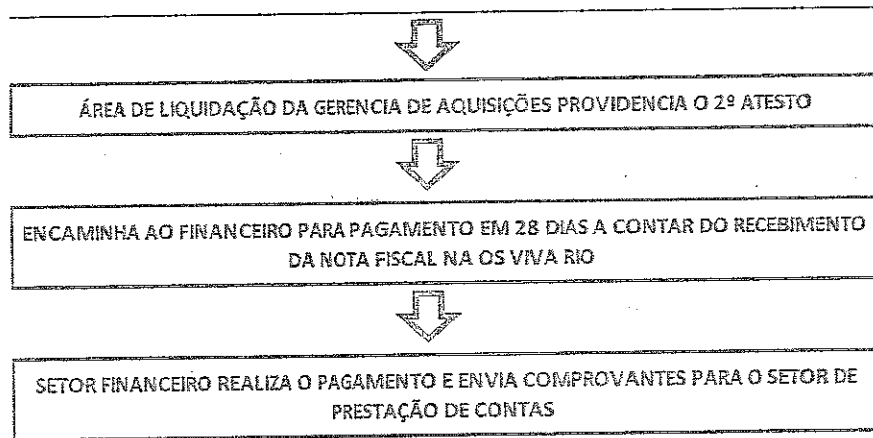 ÁREA DE LIQUIDAÇÃO DA GERENCIA DE AQUISIÇÕES PROVIDENCIA O 2º ATESTO
ENCAMINHA AO FINANCEIRO PARA PAGAMENTO EM 28 DIAS A CONTAR DO RECEBIMENTO
DA NOTA FISCAL NA OS VIVA RIO
SETOR FINANCEIRO REALIZA O PAGAMENTO E ENVIA COMPROVANTES PARA O SETOR DE
PRESTAÇÃO DE CONTAS